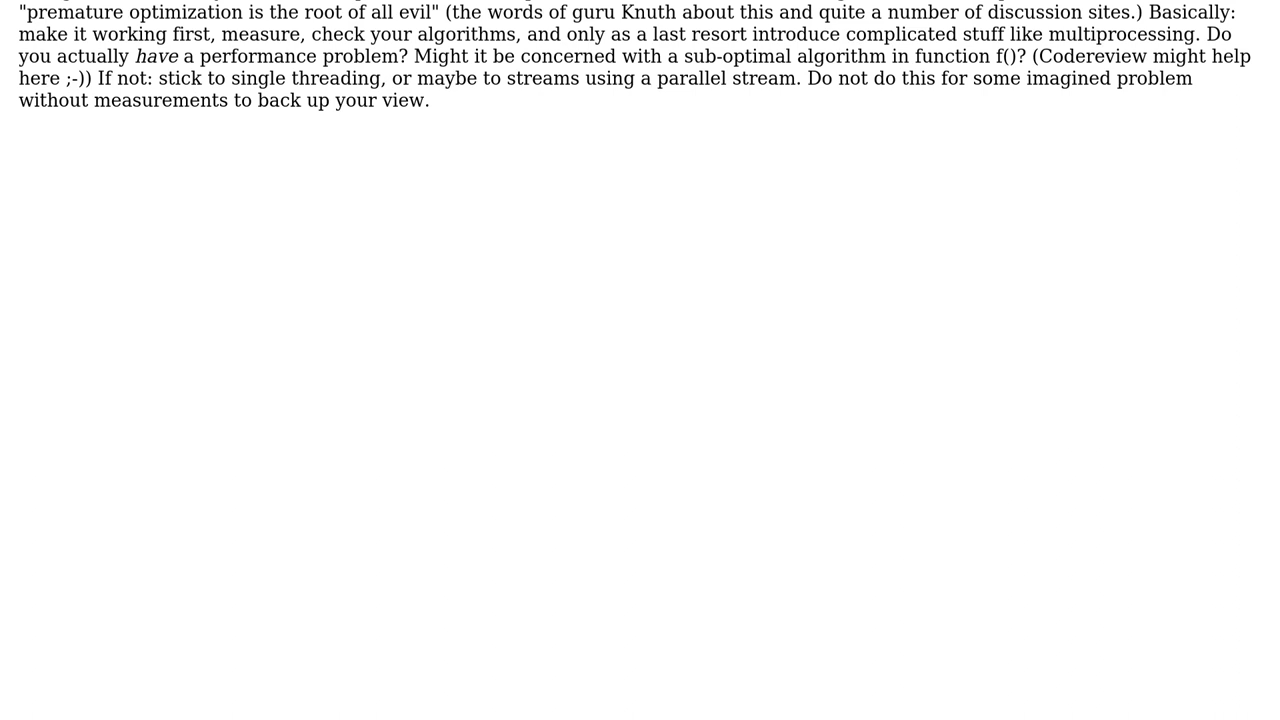 "premature optimization is the root of all evil" (the words of guru Knuth about this and quite a number of discussion sites.) Basically:
make it working first, measure, check your algorithms, and only as a last resort introduce complicated stuff like multiprocessing. Do
you actually have a performance problem? Might it be concerned with a sub-optimal algorithm in function f()? (Codereview might help
here ;-)) If not: stick to single threading, or maybe to streams using a parallel stream. Do not do this for some imagined problem
without measurements to back up your view.